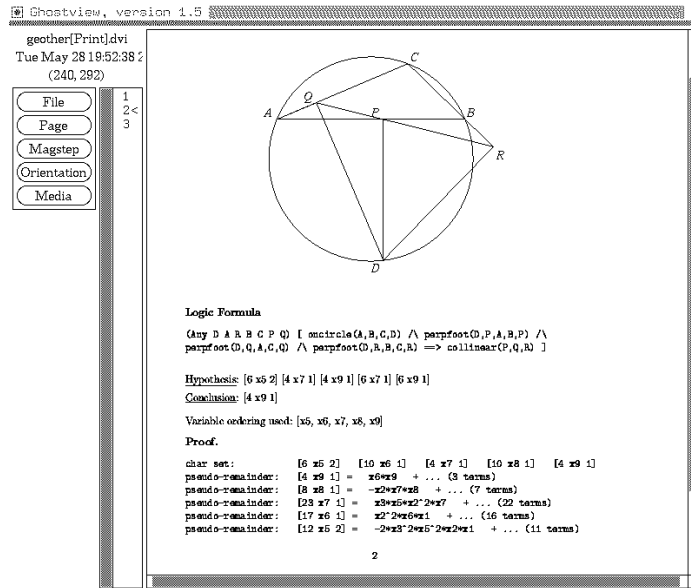 Ghostview, version 1.5
geother[Print].dvi
Tue May 28 19:52:38 2
(240, 292)
File
Page
Magstep
Orientation
Media
1
2<
3
C
Q
A
P
B
R
D
Logic Formula
(Any D A R B C P Q) [ oncircle(A,B,C,D) /\ perpfoot(D,P,A,B,P) /\
perpfoot(D,Q,A,C,Q) /\ perpfoot(D,R,B,C,R) ==> collinear(P,Q,R) ]
Hypothesis: [6 x5 2] [4 x7 1] [4 x9 1] [6 x7 1] [6 x9 1]
Conclusion: [4 x9 1]
Variable ordering used: [x5, x6, x7, x8, x9]
Proof.
char set: [6 x5 2] [10 x6 1] [4 x7 1] [10 x8 1] [4 x9 1]
pseudo-remainder: [4 x9 1] = x6*x9 + ... (3 terms)
pseudo-remainder: [8 x8 1] = -x2*x7*x8 + ... (7 terms)
pseudo-remainder: [23 x7 1] = x3*x5*x2^2*x7 + ... (22 terms)
pseudo-remainder: [17 x6 1] = x2^2*x6*x1 + ... (16 terms)
pseudo-remainder: [12 x5 2] = -2*x3^2*x5^2*x2*x1 + ... (11 terms)
2